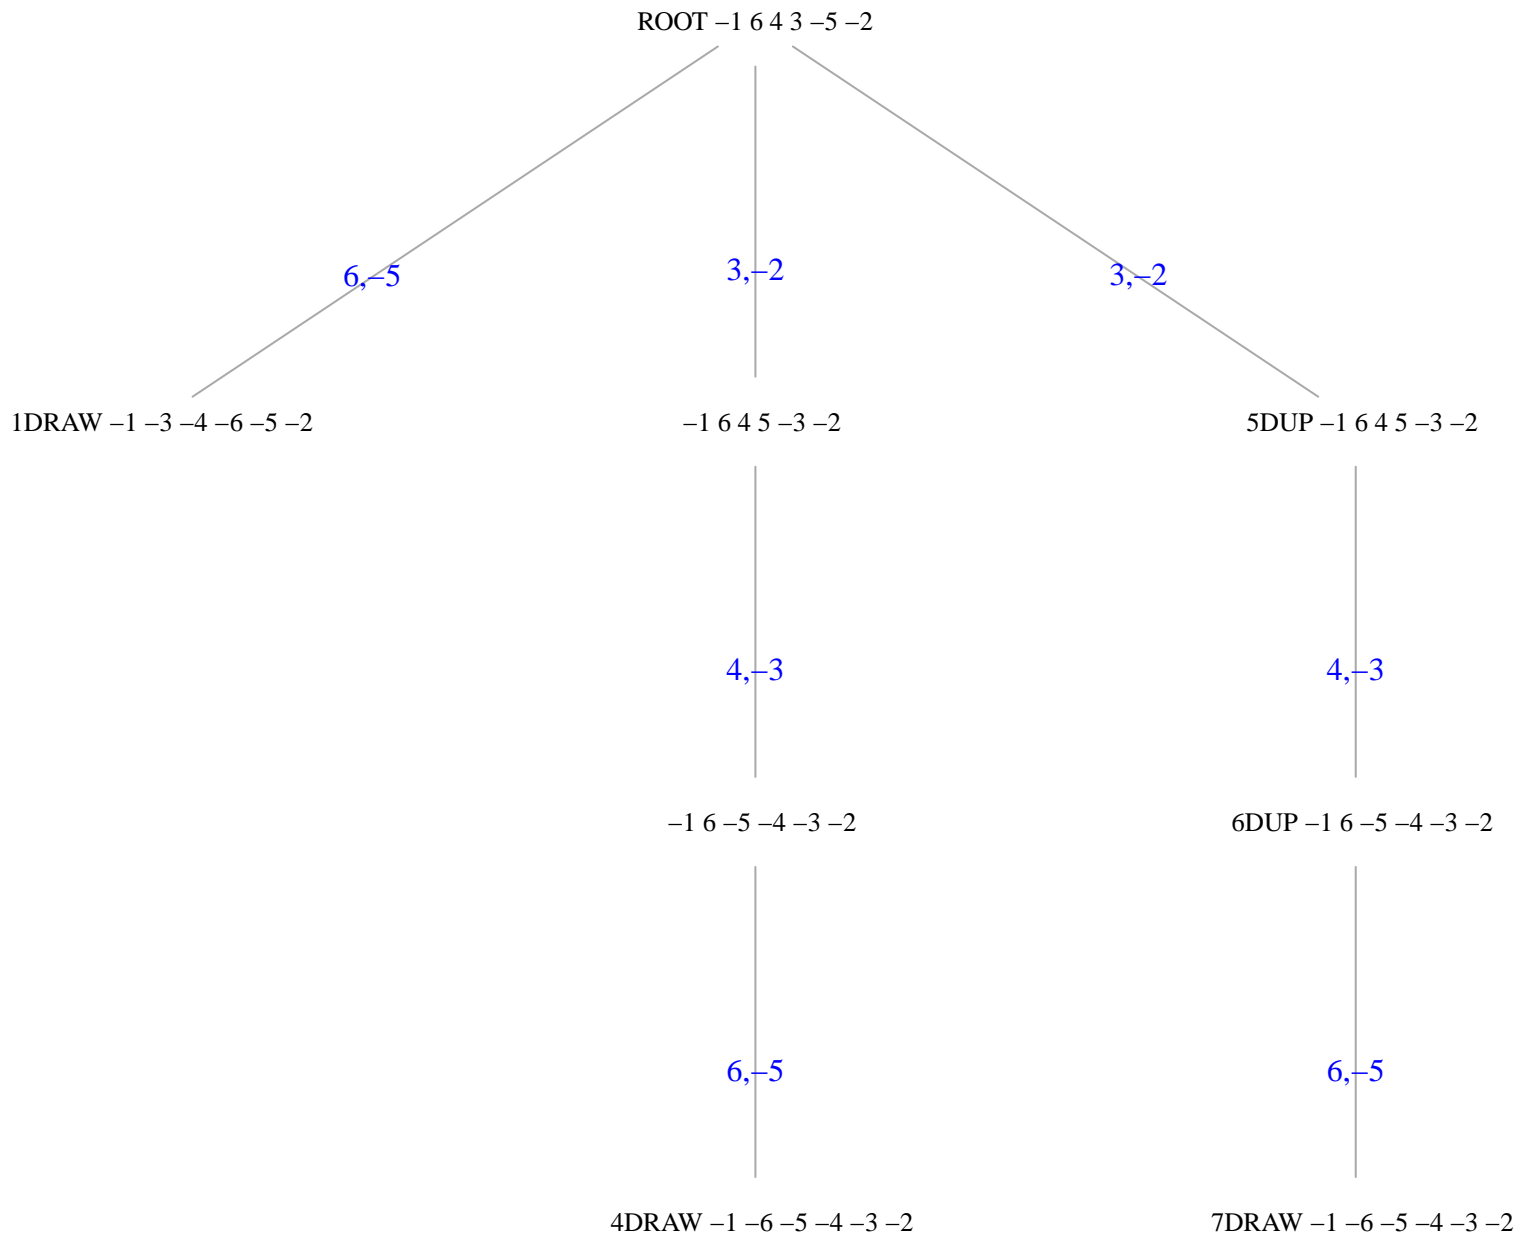 ROOT –1 6 4 3 –5 –2
6,–5
3,–2
3,–2
1DRAW –1 –3 –4 –6 –5 –2
–1 6 4 5 –3 –2
5DUP –1 6 4 5 –3 –2
4,–3
4,–3
–1 6 –5 –4 –3 –2
6DUP –1 6 –5 –4 –3 –2
6,–5
6,–5
4DRAW –1 –6 –5 –4 –3 –2
7DRAW –1 –6 –5 –4 –3 –2